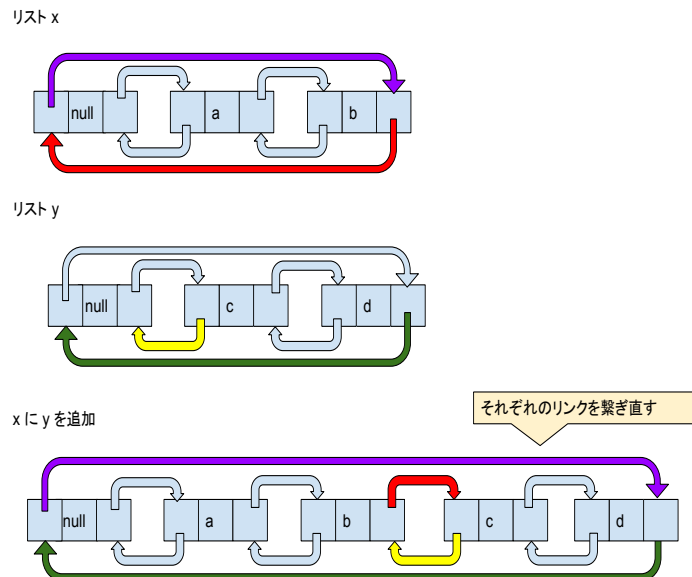 リスト x
null a b
リスト y
null c d
それぞれのリンクを繋ぎ直す
x に y を追加
null a b c d